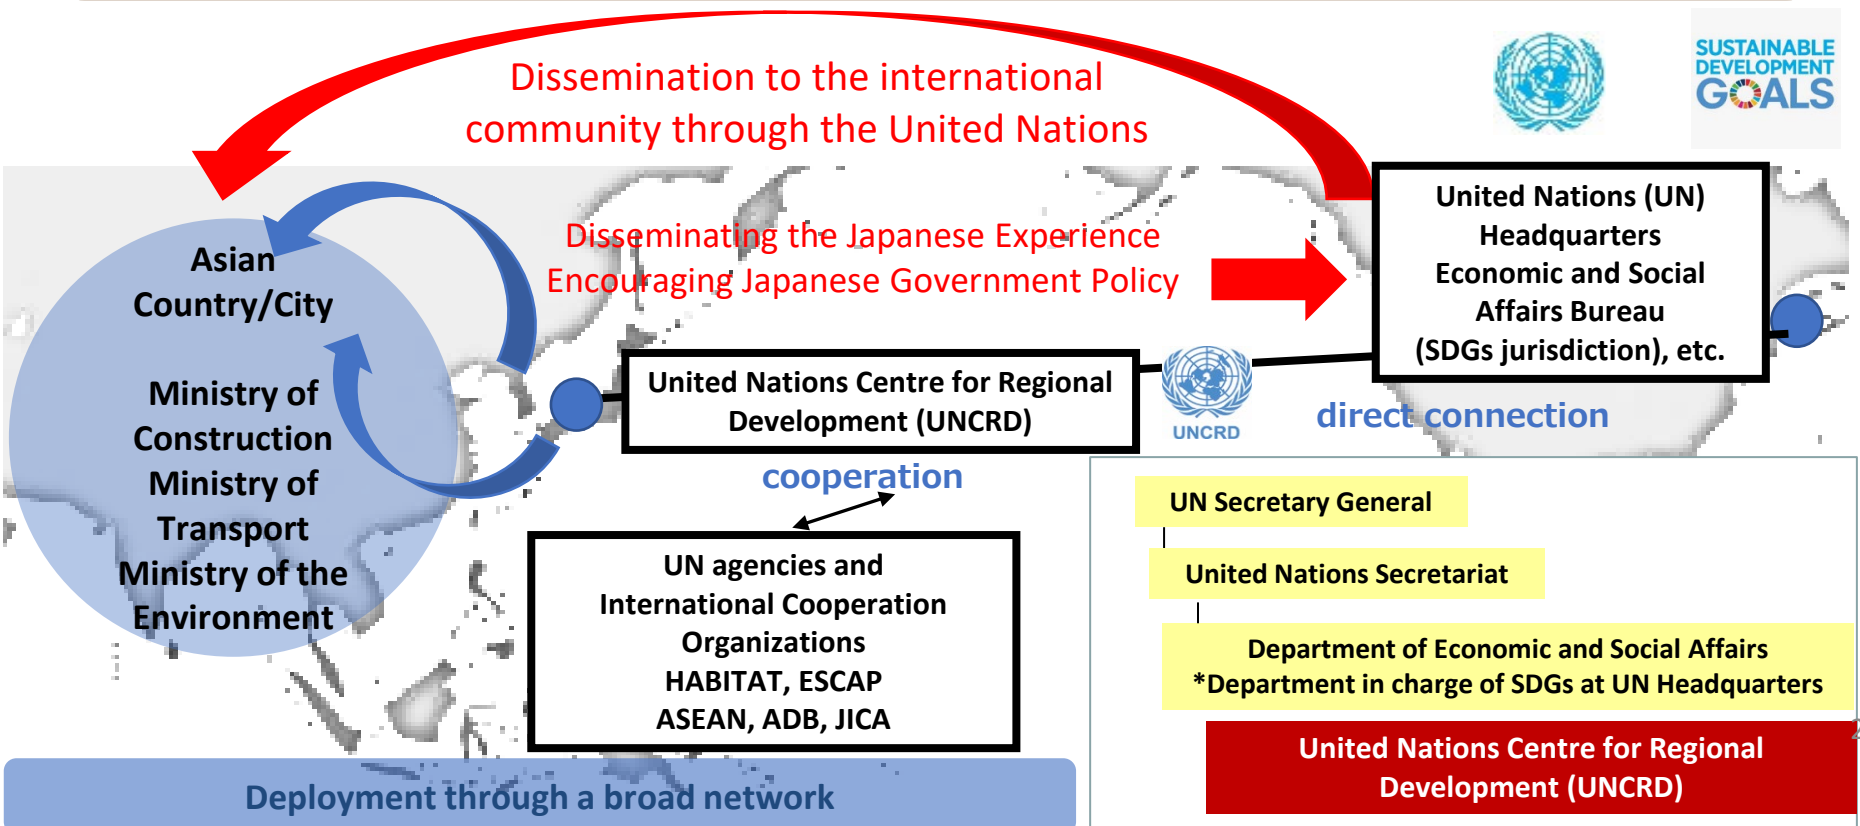 SUSTAINABLE
DEVELOPMENT
GOALS
Dissemination to the international
community through the United Nations
Disseminating the Japanese Experience
Encouraging Japanese Government Policy
United Nations (UN)
Headquarters
Economic and Social
Affairs Bureau
(SDGs jurisdiction), etc.
Asian
Country/City
Ministry of
Construction
Ministry of
Transport
Ministry of the
Environment
United Nations Centre for Regional
Development (UNCRD)
UNCRD
direct connection
cooperation
UN agencies and
International Cooperation
Organizations
HABITAT, ESCAP
ASEAN, ADB, JICA
UN Secretary General
United Nations Secretariat
Department of Economic and Social Affairs
*Department in charge of SDGs at UN Headquarters
United Nations Centre for Regional
Development (UNCRD)
2
Deployment through a broad network